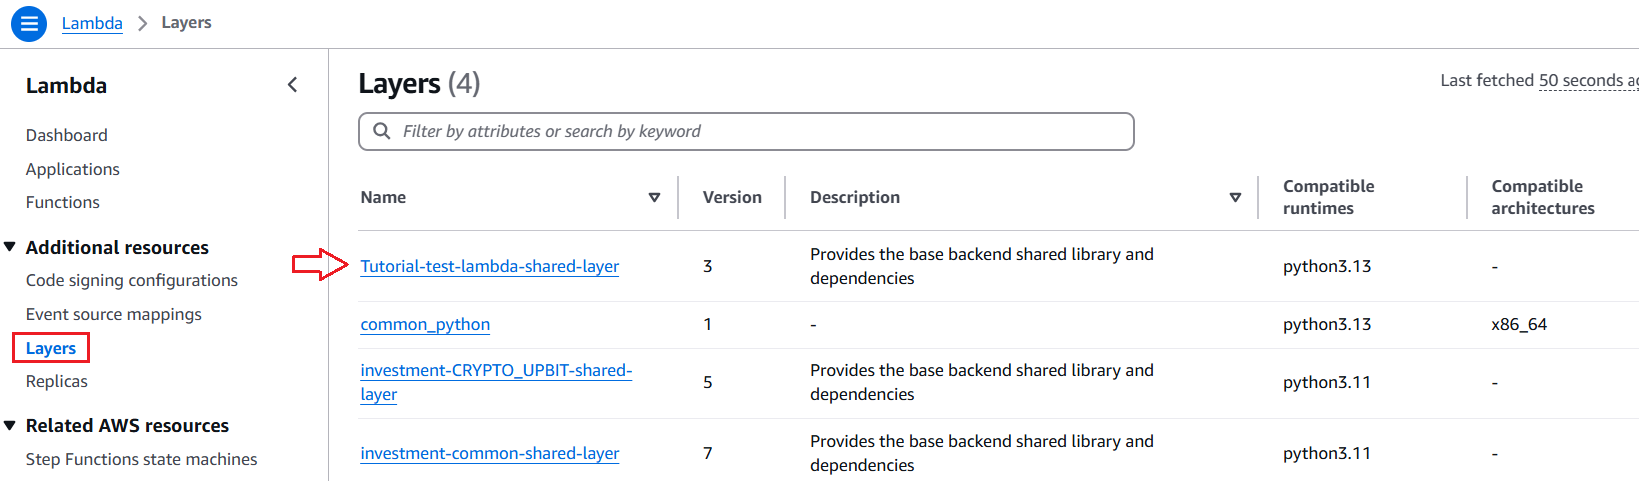 Lambda > Layers
Lambda
Dashboard
Applications
Functions
Additional resources
Code signing configurations
Event source mappings
Layers
Replicas
Related AWS resources
Step Functions state machines
Layers (4)
Last fetched 50 seconds
Filter by attributes or search by keyword
Name Version Description Compatible runtimes Compatible architectures
Tutorial-test-lambda-shared-layer 3 Provides the base backend shared library and
dependencies python3.13 -
common_python 1 - python3.13 x86_64
investment-CRYPTO_UPBIT-shared-
layer 5 Provides the base backend shared library and
dependencies python3.11 -
investment-common-shared-layer 7 Provides the base backend shared library and
dependencies python3.11 -